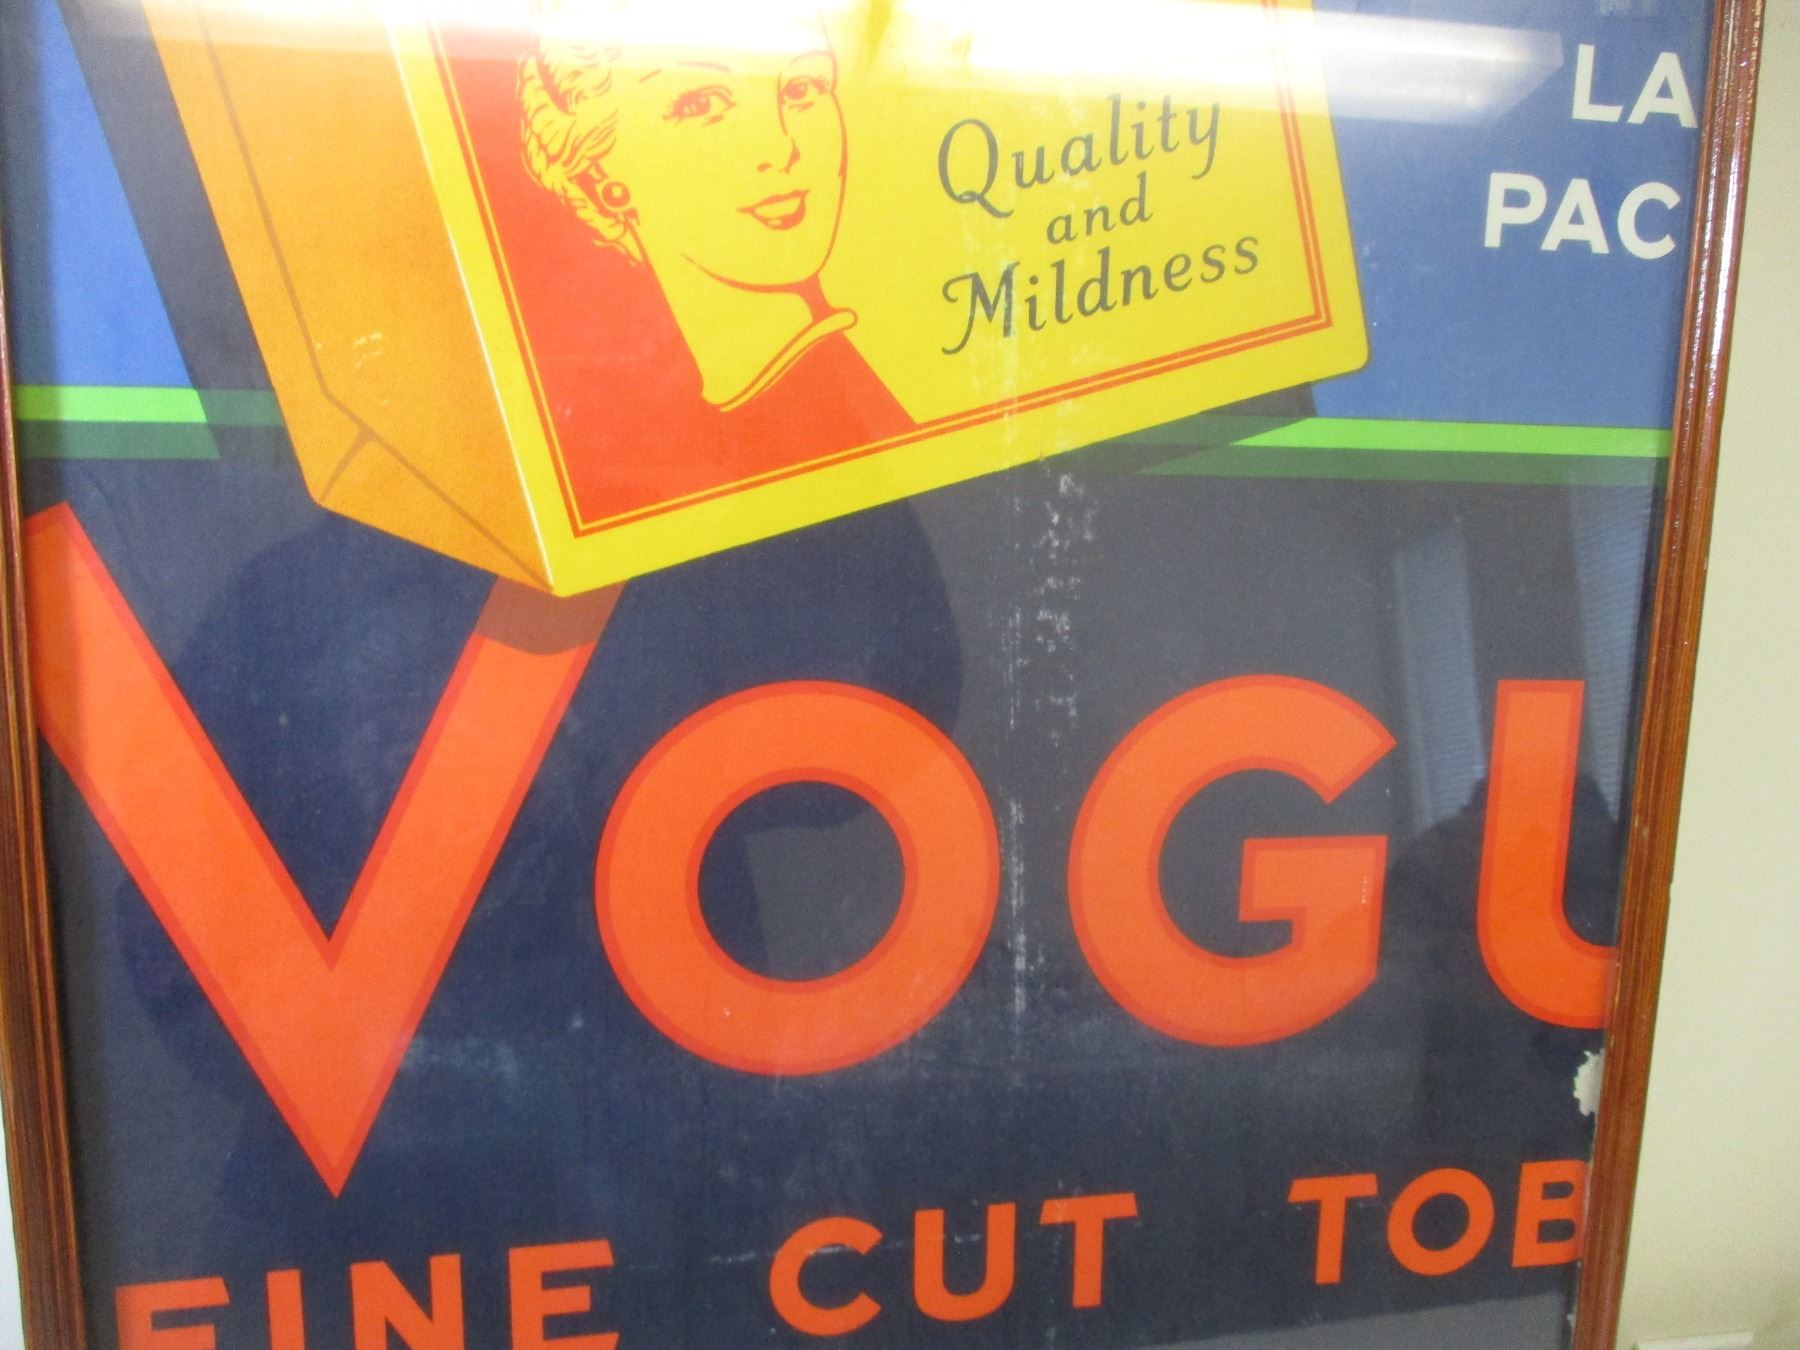 LA
PAC
Quality
and
Mildness
VOGU
FINE CUT TOB